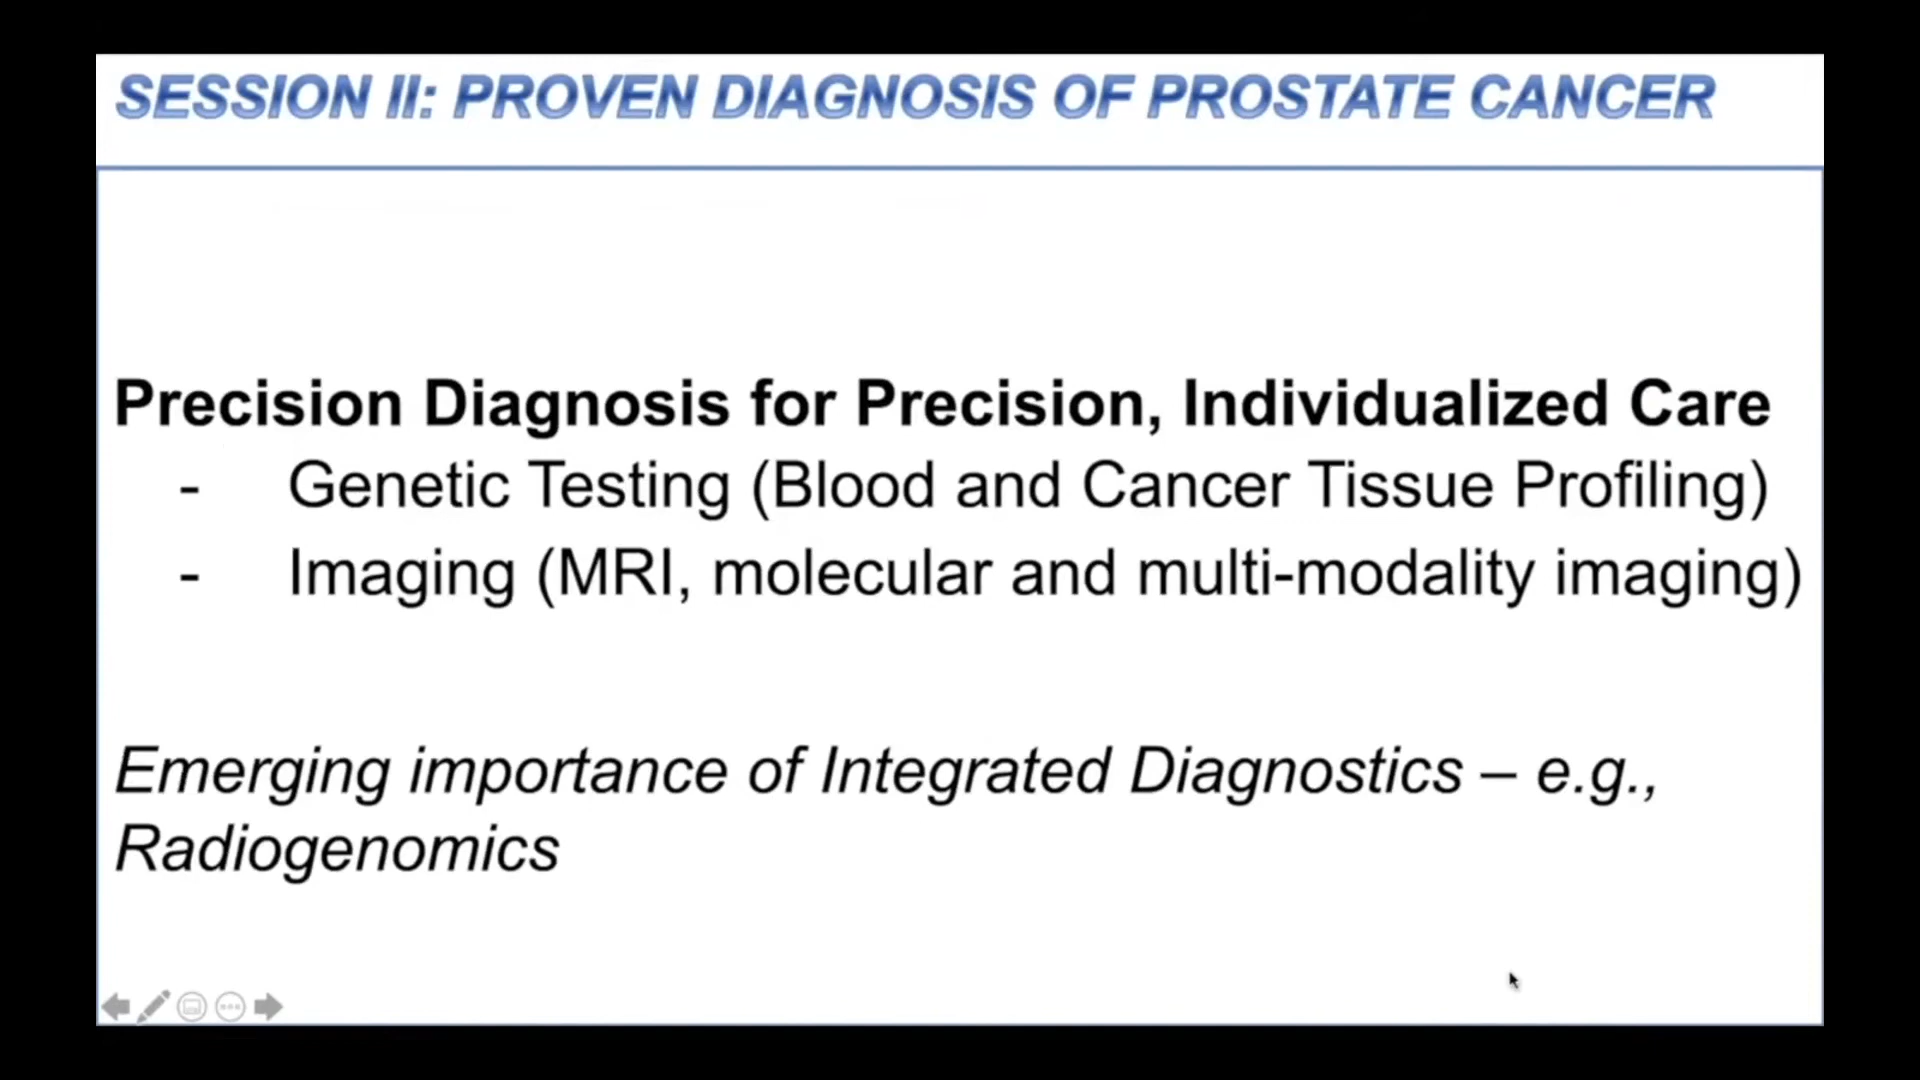 SESSION II: PROVEN DIAGNOSIS OF PROSTATE CANCER
Precision Diagnosis for Precision, Individualized Care
- Genetic Testing (Blood and Cancer Tissue Profiling)
- Imaging (MRI, molecular and multi-modality imaging)
Emerging importance of Integrated Diagnostics – e.g.,
Radiogenomics